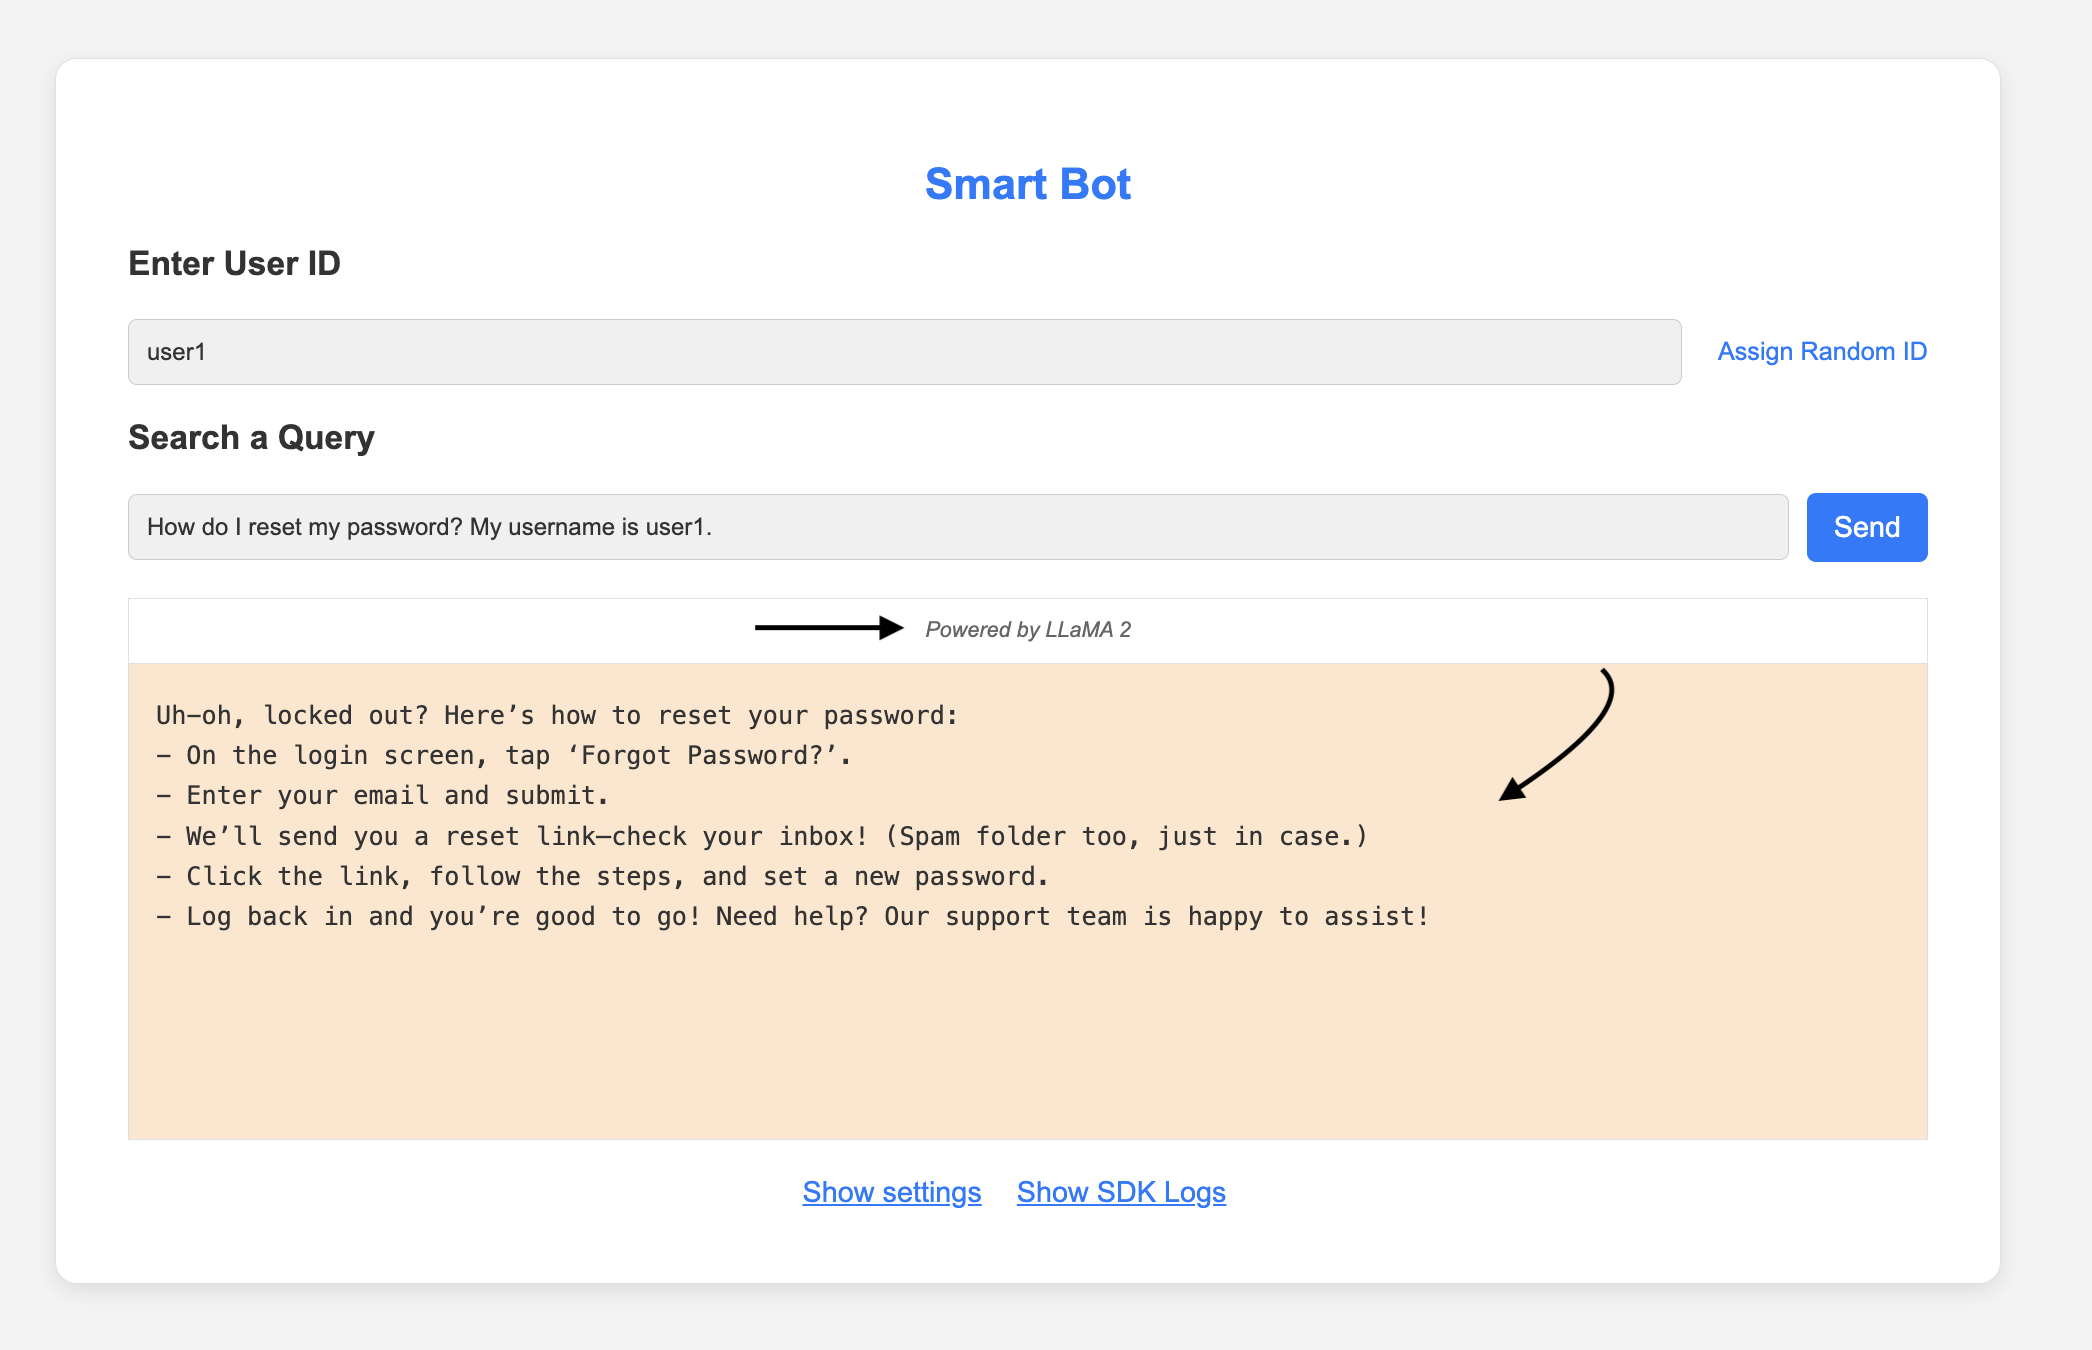 Smart Bot
Enter User ID
user1
Assign Random ID
Search a Query
How do I reset my password? My username is user1.
Send
Powered by LLaMA 2
Uh-oh, locked out? Here’s how to reset your password:
- On the login screen, tap ‘Forgot Password?’.
- Enter your email and submit.
- We’ll send you a reset link—check your inbox! (Spam folder too, just in case.)
- Click the link, follow the steps, and set a new password.
- Log back in and you’re good to go! Need help? Our support team is happy to assist!
Show settings
Show SDK Logs